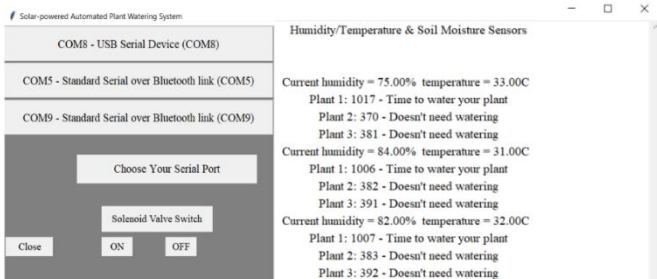 Solar-powered Automated Plant Watering System
COM8 - USB Serial Device (COM8)
COM5 - Standard Serial over Bluetooth link (COM5)
COM9 - Standard Serial over Bluetooth link (COM9)
Choose Your Serial Port
Solenoid Valve Switch
Close
ON
OFF
Humidity/Temperature & Soil Moisture Sensors
Current humidity = 75.00% temperature = 33.00C
Plant 1: 1017 - Time to water your plant
Plant 2: 370 - Doesn't need watering
Plant 3: 381 - Doesn't need watering
Current humidity = 84.00% temperature = 31.00C
Plant 1: 1006 - Time to water your plant
Plant 2: 382 - Doesn't need watering
Plant 3: 391 - Doesn't need watering
Current humidity = 82.00% temperature = 32.00C
Plant 1: 1007 - Time to water your plant
Plant 2: 383 - Doesn't need watering
Plant 3: 392 - Doesn't need watering